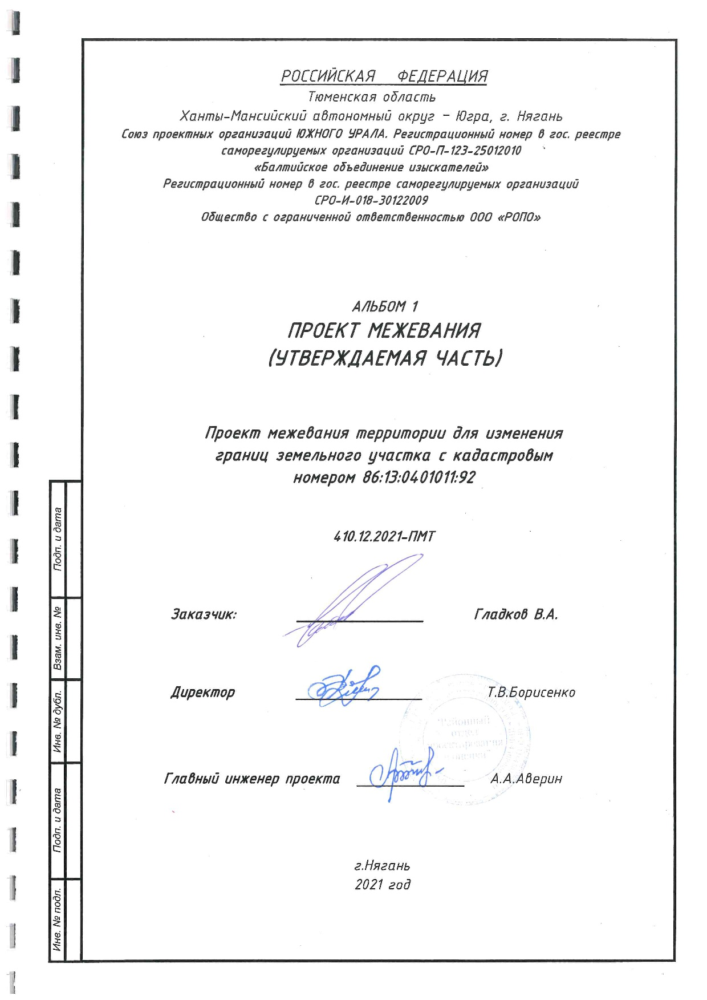 РОССИЙСКАЯ ФЕДЕРАЦИЯ
Тюменская область
Ханты-Мансийский автономный округ – Югра, г. Нягань
Союз проектных организаций ЮЖНОГО УРАЛА. Регистрационный номер в гос. реестре
саморегулируемых организаций СРО-П-123-25012010
«Балтийское объединение изыскателей»
Регистрационный номер в гос. реестре саморегулируемых организаций
СРО-И-018-30122009
Общество с ограниченной ответственностью ООО «РОПО»
АЛЬБОМ 1
ПРОЕКТ МЕЖЕВАНИЯ
(УТВЕРЖДАЕМАЯ ЧАСТЬ)
Проект межевания территории для изменения
границ земельного участка с кадастровым
номером 86:13:0401011:92
410.12.2021-ПМТ
Заказчик: Гладков В.А.
Директор Т.В.Борисенко
Районный
отдел
Главный инженер проекта А.А.Аверин
г.Нягань
2021 год
Подп. и дата
Взам. инв. №
Инв. № дубл.
Подп. и дата
Инв. № подл.